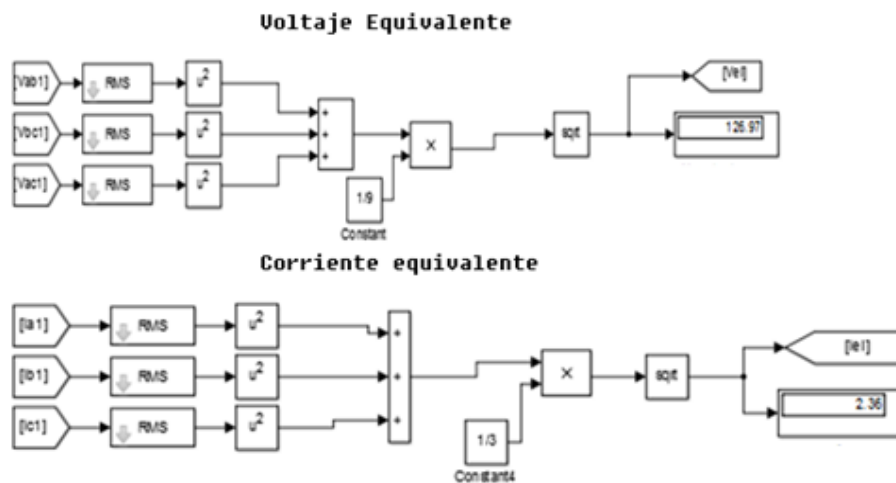 Voltaje Equivalente
[Vab1] RMS u² [Vel]
+
[Vbc1] RMS u² + X sqrt 126.97
+
[Vac1] RMS u²
1/9
Constant
Corriente equivalente
[Ia1] RMS u² + [Iel]
[Ib1] RMS u² + X sqrt
2.36
[Ic1] RMS u² +
1/3
Constant4